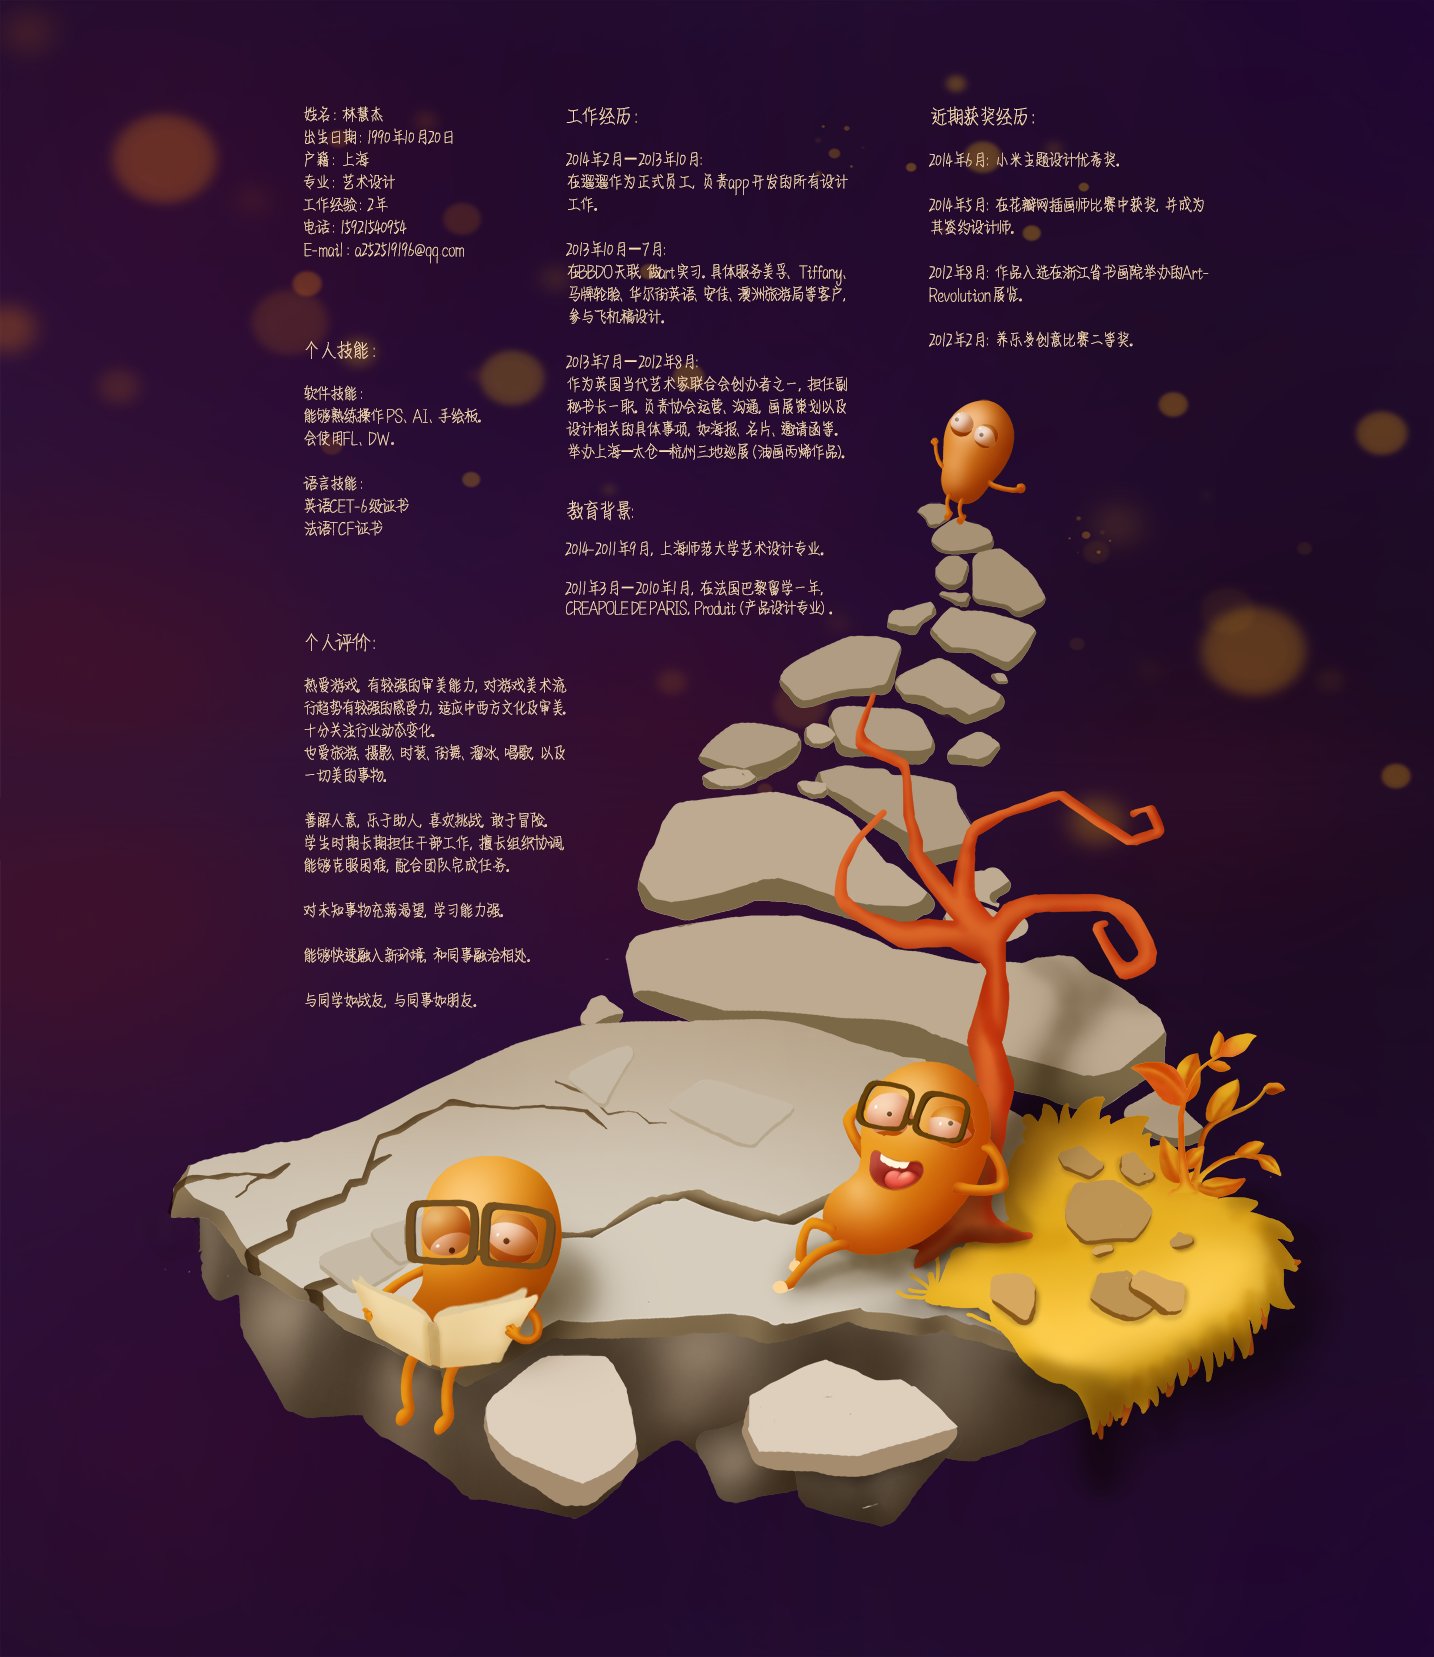 姓名: 林慧杰
出生日期: 1990年10月20日
户籍: 上海
专业: 艺术设计
工作经验: 2年
电话: 15921540954
E-mail: a252519196@qq.com
个人技能:
软件技能:
能够熟练操作PS、AI、手绘板。
会使用FL、DW。
语言技能:
英语CET-6级证书
法语TCF证书
个人评价:
热爱游戏。有较强的审美能力, 对游戏美术流
行趋势有较强的感受力, 适应中西方文化及审美。
十分关注行业动态变化。
也爱旅游、摄影、时装、街舞、溜冰、唱歌, 以及
一切美的事物。
善解人意, 乐于助人, 喜欢挑战, 敢于冒险。
学生时期长期担任干部工作, 擅长组织协调,
能够克服困难, 配合团队完成任务。
对未知事物充满渴望, 学习能力强。
能够快速融入新环境, 和同事融洽相处。
与同学如战友, 与同事如朋友。
工作经历:
2014年2月—2013年10月:
在遛遛作为正式员工, 负责app开发的所有设计
工作。
2013年10月—7月:
在BBDO天联, 做art实习。具体服务美孚、Tiffany、
马牌轮胎、华尔街英语、安佳、澳洲旅游局等客户,
参与飞机稿设计。
2013年7月—2012年8月:
作为英国当代艺术家联合会创办者之一, 担任副
秘书长一职。负责协会运营、沟通, 画展策划以及
设计相关的具体事项, 如海报、名片、邀请函等。
举办上海—太仓—杭州三地巡展(油画丙烯作品)。
教育背景:
2014-2011年9月, 上海师范大学艺术设计专业。
2011年3月—2010年1月, 在法国巴黎留学一年,
CREAPOLE DE PARIS, Produit (产品设计专业) .
近期获奖经历:
2014年6月: 小米主题设计优秀奖。
2014年5月: 在花瓣网插画师比赛中获奖, 并成为
其签约设计师。
2012年8月: 作品入选在浙江省书画院举办的Art-
Revolution展览。
2012年2月: 养乐多创意比赛二等奖。